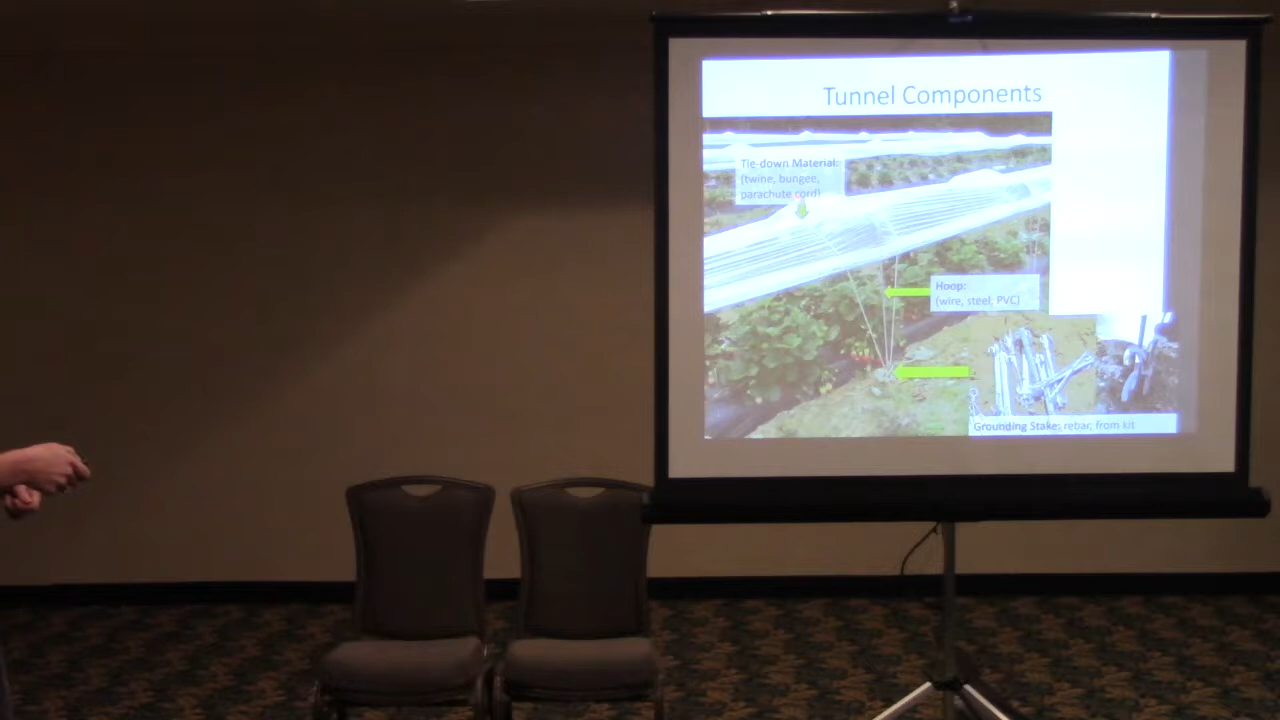 Tunnel Components
Tie-down Material:
(twine, bungee,
parachute cord)
Hoop:
(wire, steel, PVC)
Grounding Stake: rebar; from kit